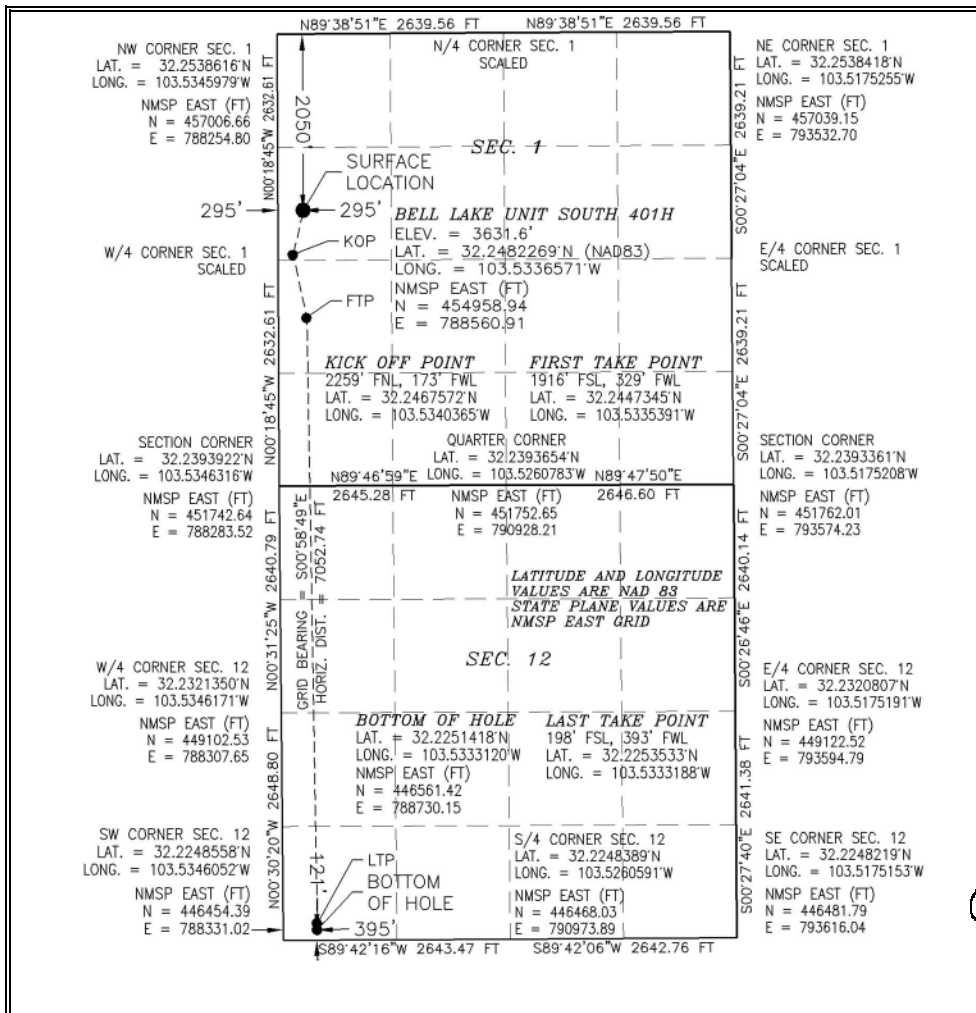 N89°38'51"E 2639.56 FT
N89°38'51"E 2639.56 FT
NW CORNER SEC. 1
LAT. = 32.2538616°N
LONG. = 103.5345979°W
NMSP EAST (FT)
N = 457006.66
E = 788254.80
N/4 CORNER SEC. 1
SCALED
NE CORNER SEC. 1
LAT. = 32.2538418°N
LONG. = 103.5175255°W
NMSP EAST (FT)
N = 457039.15
E = 793532.70
N00°18'45"W 2632.61 FT
2050'
S00°27'04"E 2639.21 FT
SEC. 1
SURFACE
LOCATION
295'
295'
KOP
FTP
BELL LAKE UNIT SOUTH 401H
ELEV. = 3631.6'
LAT. = 32.2482269°N (NAD83)
LONG. = 103.5336571°W
NMSP EAST (FT)
N = 454958.94
E = 788560.91
W/4 CORNER SEC. 1
SCALED
E/4 CORNER SEC. 1
SCALED
N00°18'45"W 2632.61 FT
S00°27'04"E 2639.21 FT
KICK OFF POINT
2259' FNL, 173' FWL
LAT. = 32.2467572°N
LONG. = 103.5340365°W
FIRST TAKE POINT
1916' FSL, 329' FWL
LAT. = 32.2447345°N
LONG. = 103.5335391°W
SECTION CORNER
LAT. = 32.2393922°N
LONG. = 103.5346316°W
NMSP EAST (FT)
N = 451742.64
E = 788283.52
QUARTER CORNER
LAT. = 32.2393654°N
LONG. = 103.5260783°W
N89°46'59"E
2645.28 FT
N89°47'50"E
2646.60 FT
NMSP EAST (FT)
N = 451752.65
E = 790928.21
SECTION CORNER
LAT. = 32.2393361°N
LONG. = 103.5175208°W
NMSP EAST (FT)
N = 451762.01
E = 793574.23
N00°31'25"W 2640.79 FT
GRID BEARING = S00°58'49"E
HORIZ. DIST. = 7052.74 FT
S00°26'46"E 2640.14 FT
LATITUDE AND LONGITUDE
VALUES ARE NAD 83
STATE PLANE VALUES ARE
NMSP EAST GRID
SEC. 12
W/4 CORNER SEC. 12
LAT. = 32.2321350°N
LONG. = 103.5346171°W
NMSP EAST (FT)
N = 449102.53
E = 788307.65
E/4 CORNER SEC. 12
LAT. = 32.2320807°N
LONG. = 103.5175191°W
NMSP EAST (FT)
N = 449122.52
E = 793594.79
BOTTOM OF HOLE
LAT. = 32.2251418°N
LONG. = 103.5333120°W
NMSP EAST (FT)
N = 446561.42
E = 788730.15
LAST TAKE POINT
198' FSL, 393' FWL
LAT. = 32.2253533°N
LONG. = 103.5333188°W
N00°30'20"W 2648.80 FT
S00°27'40"E 2641.38 FT
SW CORNER SEC. 12
LAT. = 32.2248558°N
LONG. = 103.5346052°W
NMSP EAST (FT)
N = 446454.39
E = 788331.02
121'
LTP
BOTTOM
OF HOLE
395'
S/4 CORNER SEC. 12
LAT. = 32.2248389°N
LONG. = 103.5260591°W
NMSP EAST (FT)
N = 446468.03
E = 790973.89
SE CORNER SEC. 12
LAT. = 32.2248219°N
LONG. = 103.5175153°W
NMSP EAST (FT)
N = 446481.79
E = 793616.04
S89°42'16"W 2643.47 FT
S89°42'06"W 2642.76 FT